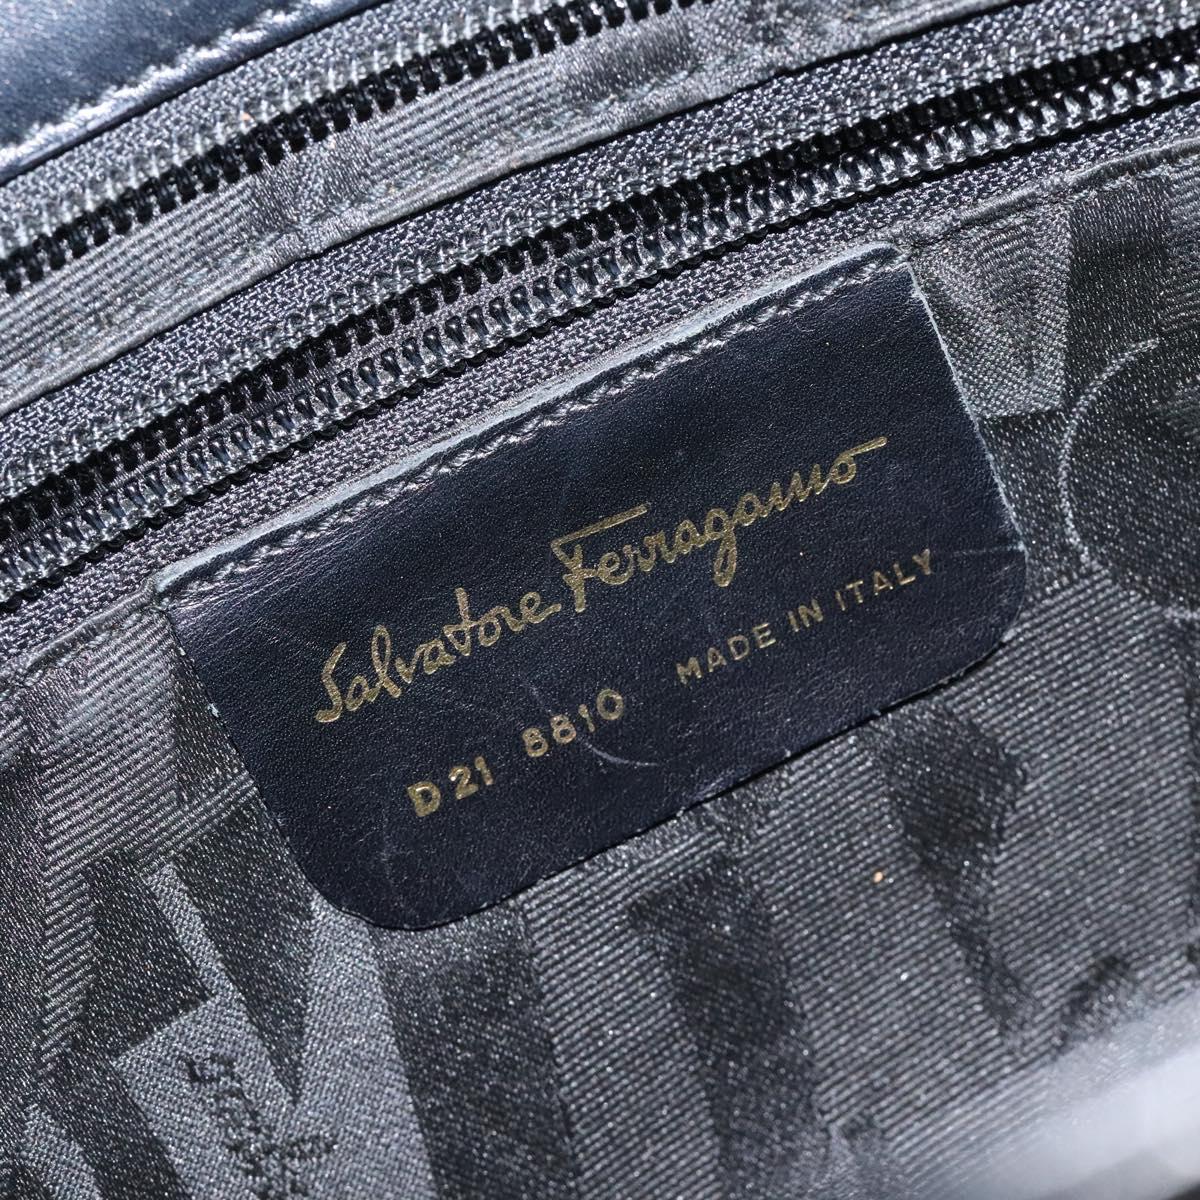 Salvatore Ferragamo
D21 8810 MADE IN ITALY